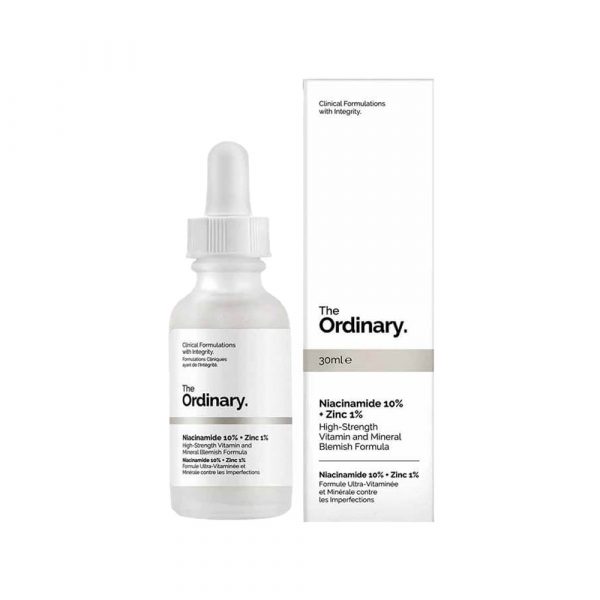 Clinical Formulations
with Integrity.
Formulations Cliniques
ayant de l'Intégrité.
The
Ordinary.
Niacinamide 10% + Zinc 1%
High-Strength Vitamin and
Mineral Blemish Formula
Niacinamide 10% + Zinc 1%
Formule Ultra-Vitaminée et
Minérale contre les Imperfections
Clinical Formulations
with Integrity.
The
Ordinary.
30ml e
Niacinamide 10%
+ Zinc 1%
High-Strength
Vitamin and Mineral
Blemish Formula
Niacinamide 10% + Zinc 1%
Formule Ultra-Vitaminée
et Minérale contre
les Imperfections